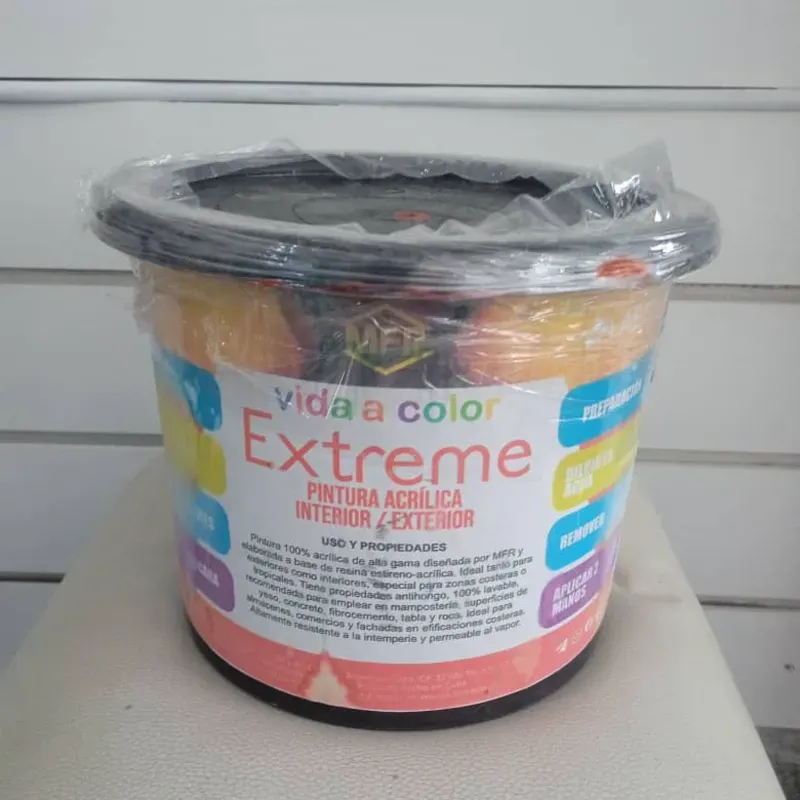 MFR
vida a color
Extreme
PINTURA ACRÍLICA
INTERIOR / EXTERIOR
USO Y PROPIEDADES
Pintura 100% acrílica de alta gama diseñada por MFR y
elaborada a base de resina estireno-acrílica. Ideal tanto para
exteriores como interiores, especial para zonas costeras o
tropicales. Tiene propiedades antihongo, 100% lavable,
recomendada para emplear en mampostería, superficies de
yeso, concreto, fibrocemento, tabla y roca. Ideal para
almacenes, comercios y fachadas en efificaciones costeras.
Altamente resistente a la intemperie y permeable al vapor.
PREPARACIÓN
AGUA
REMOVER
APLICAR 2
MANOS